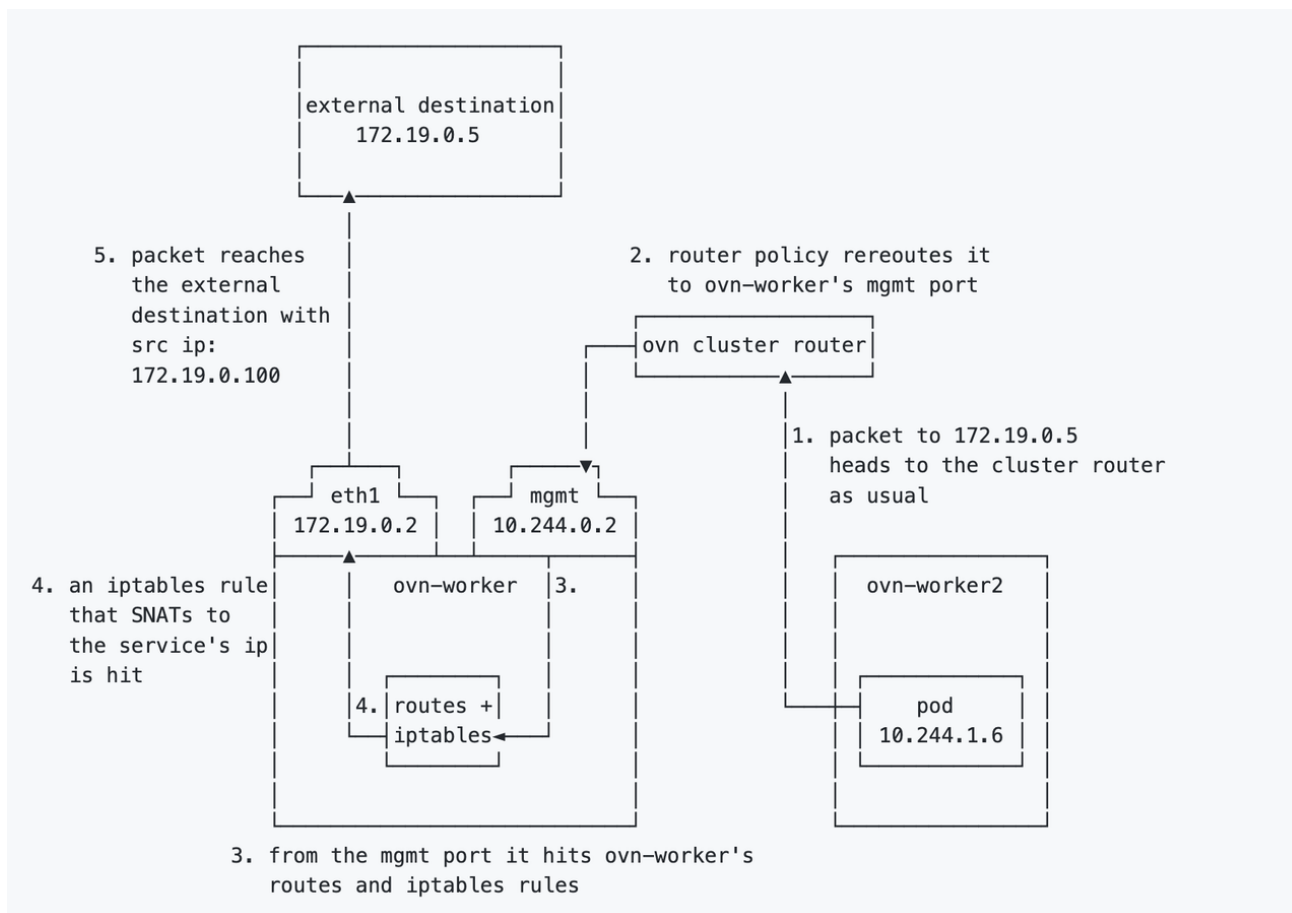 external destination
172.19.0.5
5. packet reaches
the external
destination with
src ip:
172.19.0.100
2. router policy rereoutes it
to ovn-worker's mgmt port
ovn cluster router
1. packet to 172.19.0.5
heads to the cluster router
as usual
eth1
172.19.0.2
mgmt
10.244.0.2
4. an iptables rule
that SNATs to
the service's ip
is hit
ovn-worker
3.
4.
routes +
iptables
ovn-worker2
pod
10.244.1.6
3. from the mgmt port it hits ovn-worker's
routes and iptables rules